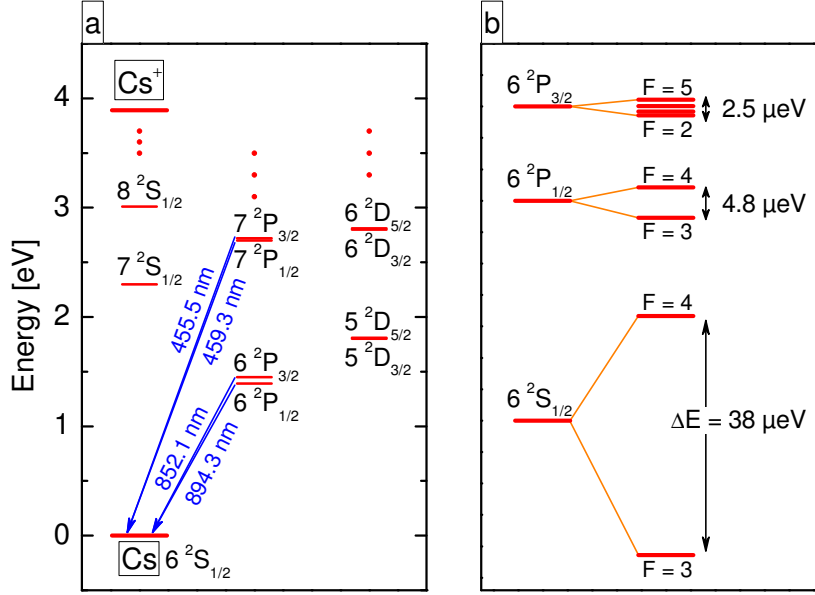 a
Cs⁺
8 ²S₁/₂
7 ²S₁/₂
7 ²P₃/₂
7 ²P₁/₂
6 ²D₅/₂
6 ²D₃/₂
5 ²D₅/₂
5 ²D₃/₂
6 ²P₃/₂
6 ²P₁/₂
455.5 nm
459.3 nm
852.1 nm
894.3 nm
Cs 6 ²S₁/₂
4
3
2
1
0
Energy [eV]
b
6 ²P₃/₂
F = 5
F = 2
2.5 µeV
6 ²P₁/₂
F = 4
F = 3
4.8 µeV
6 ²S₁/₂
F = 4
ΔE = 38 µeV
F = 3